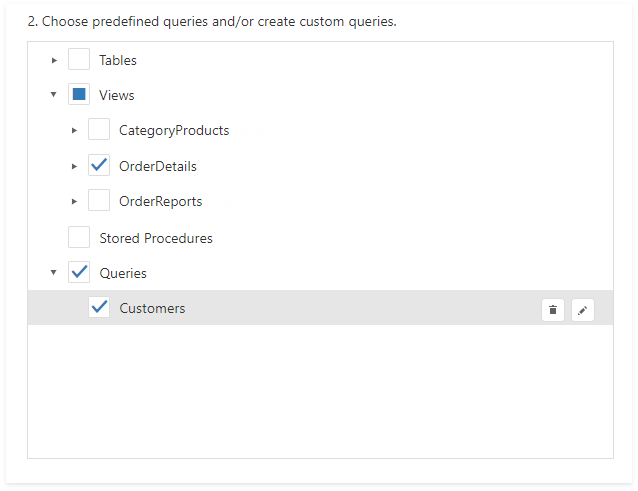 2. Choose predefined queries and/or create custom queries.
Tables
Views
CategoryProducts
OrderDetails
OrderReports
Stored Procedures
Queries
Customers